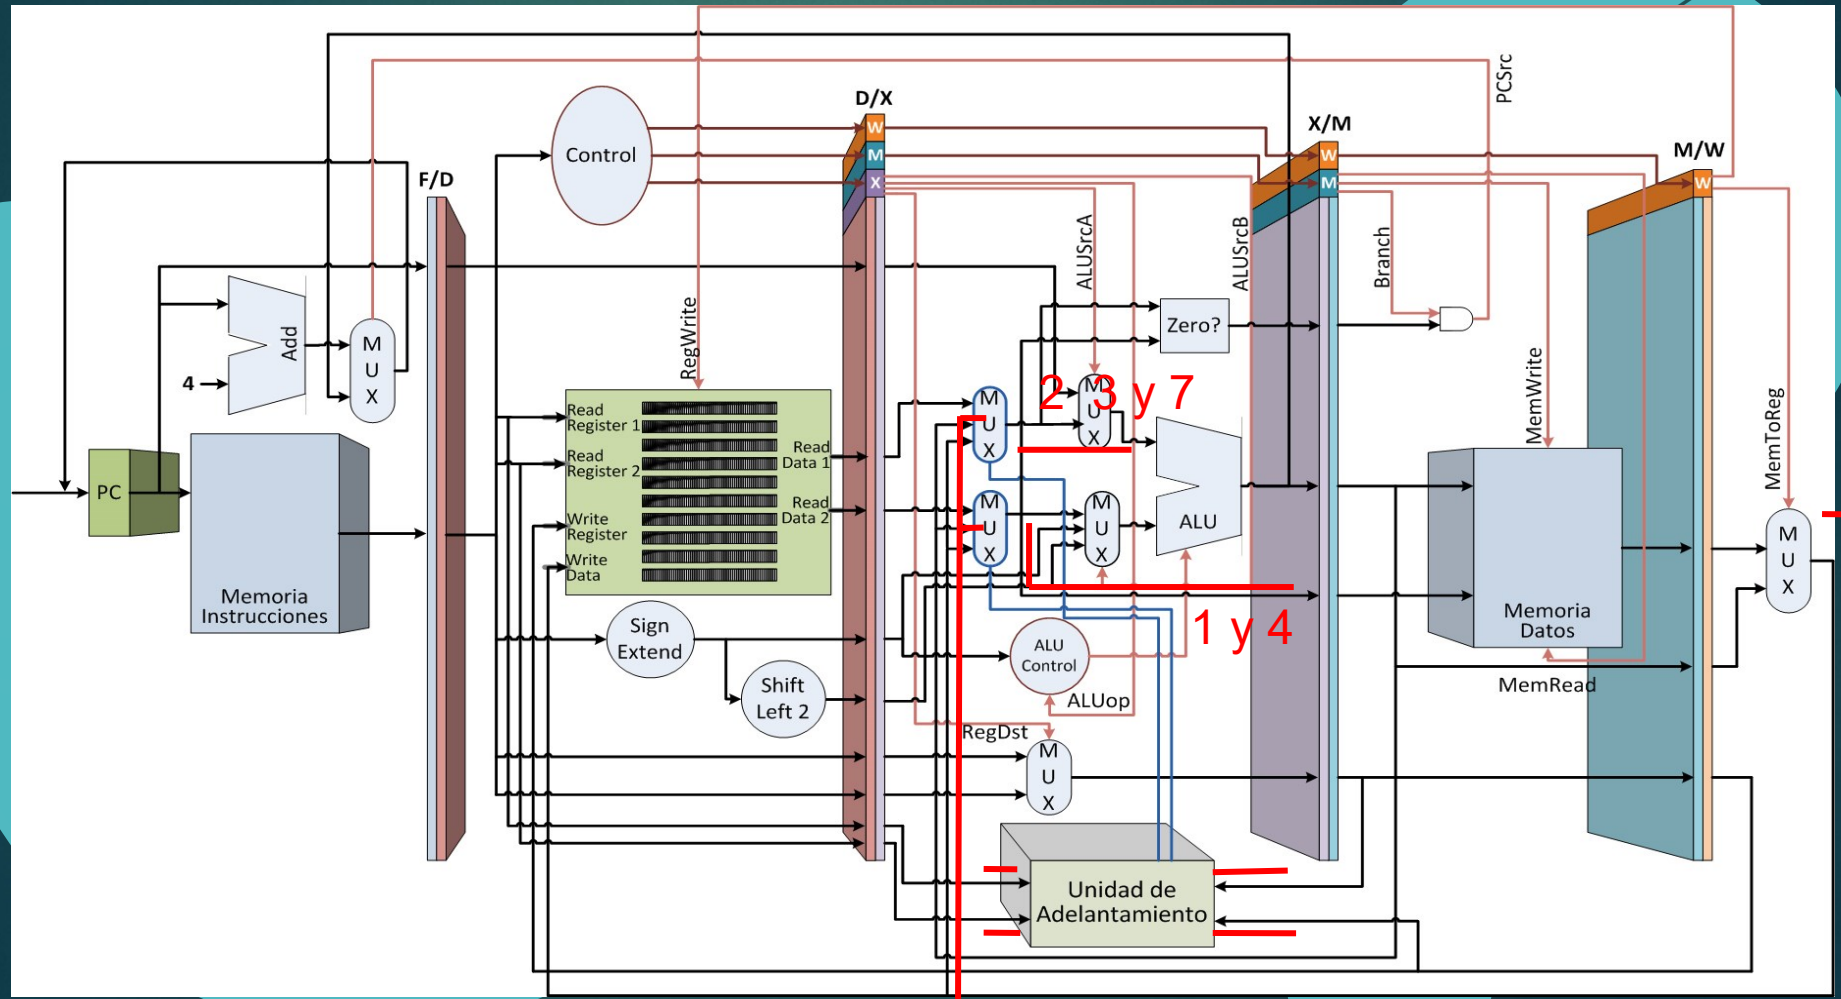 PCSrc
D/X
X/M
M/W
F/D
W
M
X
W
M
W
Control
ALUSrcA
ALUSrcB
Branch
RegWrite
MemWrite
MemToReg
Zero?
Add
4
M
U
X
PC
Memoria
Instrucciones
Read
Register 1
Read
Register 2
Write
Register
Write
Data
Read
Data 1
Read
Data 2
M
U
X
2 3 y 7
M
U
X
M
U
X
M
U
X
ALU
M
U
X
Memoria
Datos
MemRead
1 y 4
Sign
Extend
Shift
Left 2
ALU
Control
ALUop
RegDst
M
U
X
Unidad de
Adelantamiento